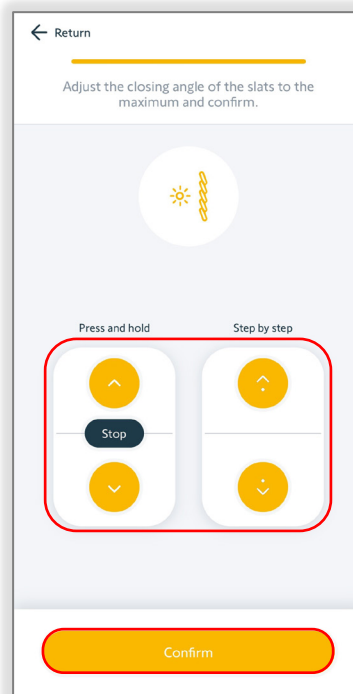 Return
Adjust the closing angle of the slats to the
maximum and confirm.
Press and hold
Step by step
Stop
Confirm